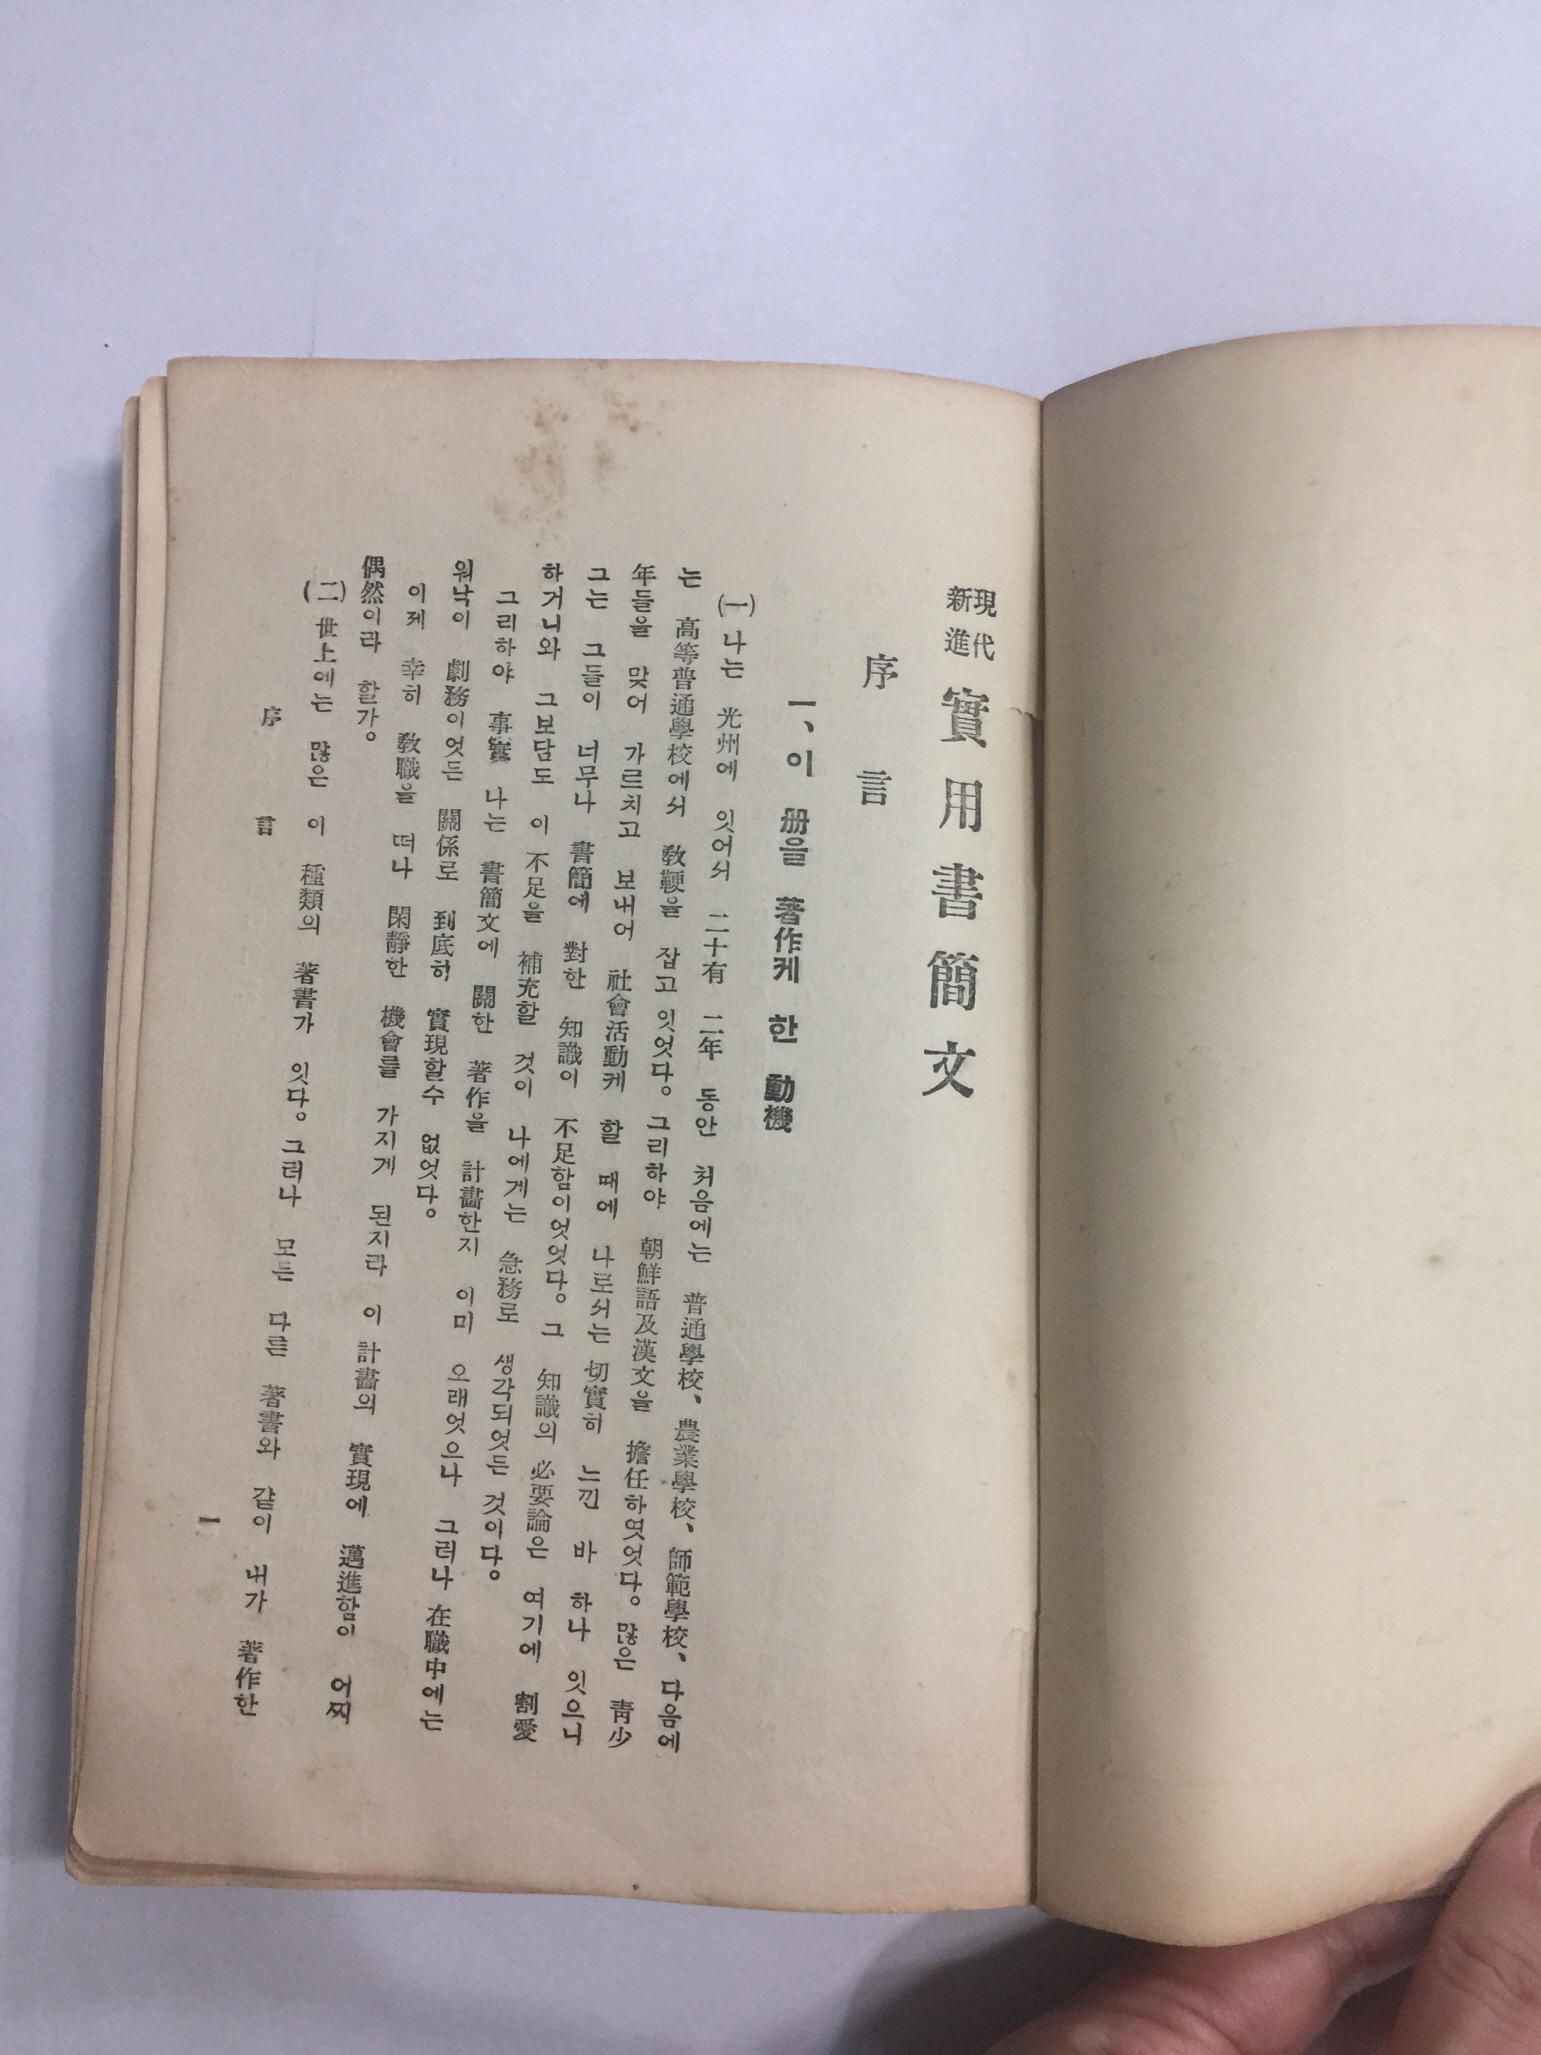 現代
新進
實用書簡文
序言
一、이 册을 著作케 한 動機
(一) 나는 光州에 잇어서 二十有二年 동안 처음에는 普通學校、農業學校、師範學校、다음에
는 高等普通學校에서 敎鞭을 잡고 잇엇다。그리하야 朝鮮語及漢文을 擔任하엿엇다。많은 靑少
年들을 맞어 가르치고 보내어 社會活動케 할 때에 나로서는 切實히 느낀 바 하나 잇으니
그는 그들이 너무나 書簡에 對한 知識이 不足함이엇엇다。그 知識의 必要論은 여기에 割愛
하거니와 그보담도 이 不足을 補充할 것이 나에게는 急務로 생각되엇든 것이다。
그리하야 事實 나는 書簡文에 關한 著作을 計畵한지 이미 오래엇으나 그러나 在職中에는
워낙이 劇務이엇든 關係로 到底히 實現할수 없엇다。
이제 幸히 敎職을 떠나 閑靜한 機會를 가지게 된지라 이 計畵의 實現에 邁進함이 어찌
偶然이라 할가。
(二) 世上에는 많은 이 種類의 著書가 잇다。그러나 모든 다른 著書와 같이 내가 著作한
序言
一